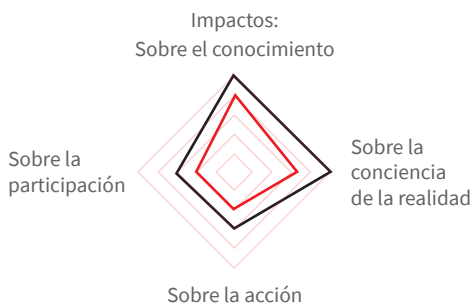 Impactos:
Sobre el conocimiento
Sobre la
participación
Sobre la
conciencia
de la realidad
Sobre la acción